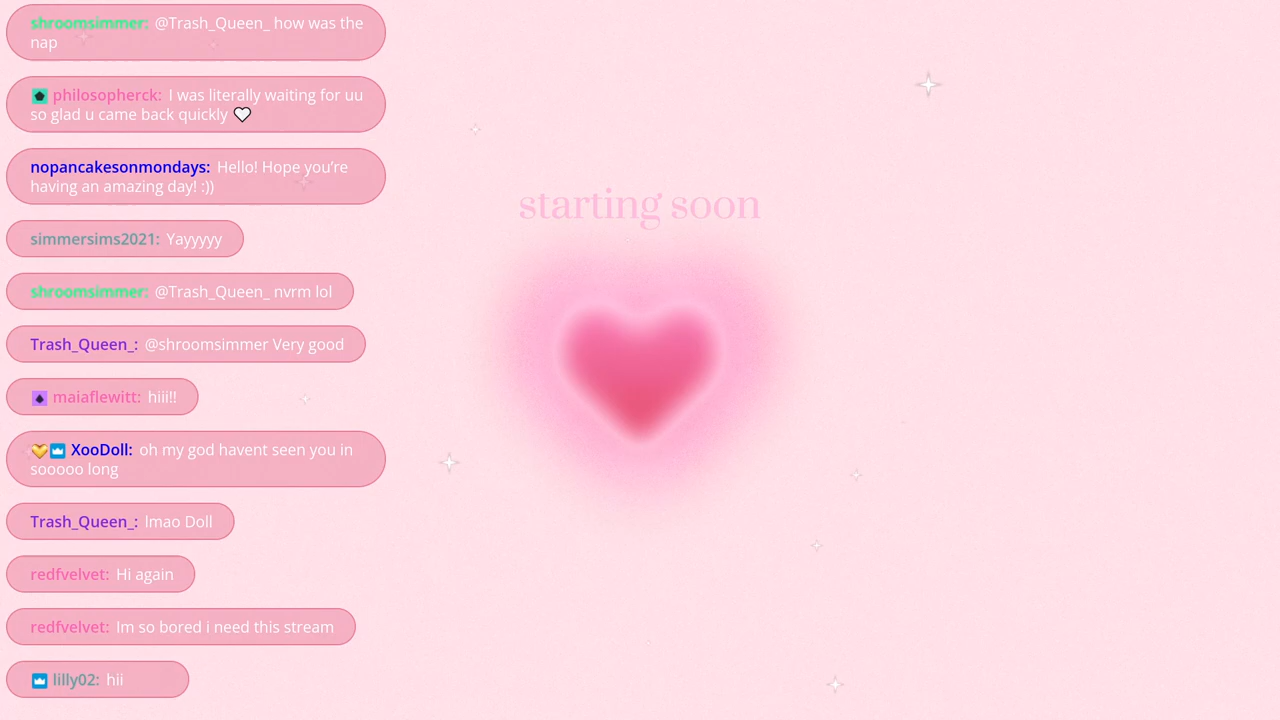 shroomsimmer: @Trash_Queen_ how was the
nap
philosopherck: I was literally waiting for uu
so glad u came back quickly 🤍
nopancakesonmondays: Hello! Hope you’re
having an amazing day! :))
simmersims2021: Yayyyyy
shroomsimmer: @Trash_Queen_ nvrm lol
Trash_Queen_: @shroomsimmer Very good
maiaflewitt: hiii!!
XooDoll: oh my god havent seen you in
sooooo long
Trash_Queen_: lmao Doll
redfvelvet: Hi again
redfvelvet: Im so bored i need this stream
lilly02: hii
starting soon